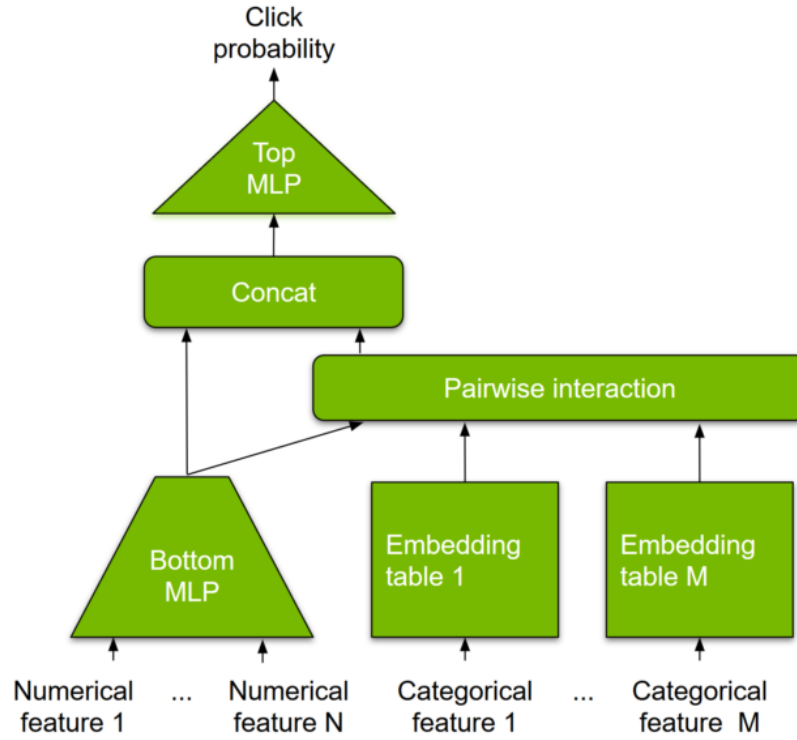 Click
probability
Top
MLP
Concat
Pairwise interaction
Bottom
MLP
Embedding
table 1
Embedding
table M
Numerical
feature 1
...
Numerical
feature N
Categorical
feature 1
...
Categorical
feature M